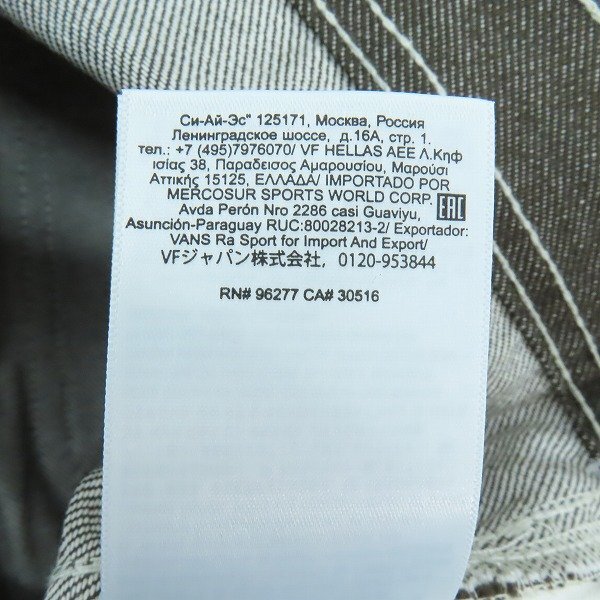 Си-Ай-Эс" 125171, Москва, Россия
Ленинградское шоссе, д.16А, стр. 1.
тел.: +7 (495)7976070/ VF HELLAS AEE Λ.Κηφ
ισίας 38, Παραδεισος Αμαρουσίου, Μαρούσι
Αττικής 15125, ΕΛΛΑΔΑ/ IMPORTADO POR
MERCOSUR SPORTS WORLD CORP. EAC
Avda Perón Nro 2286 casi Guaviyu,
Asunción-Paraguay RUC:80028213-2/ Exportador:
VANS Ra Sport for Import And Export/
VFジャパン株式会社, 0120-953844
RN# 96277 CA# 30516